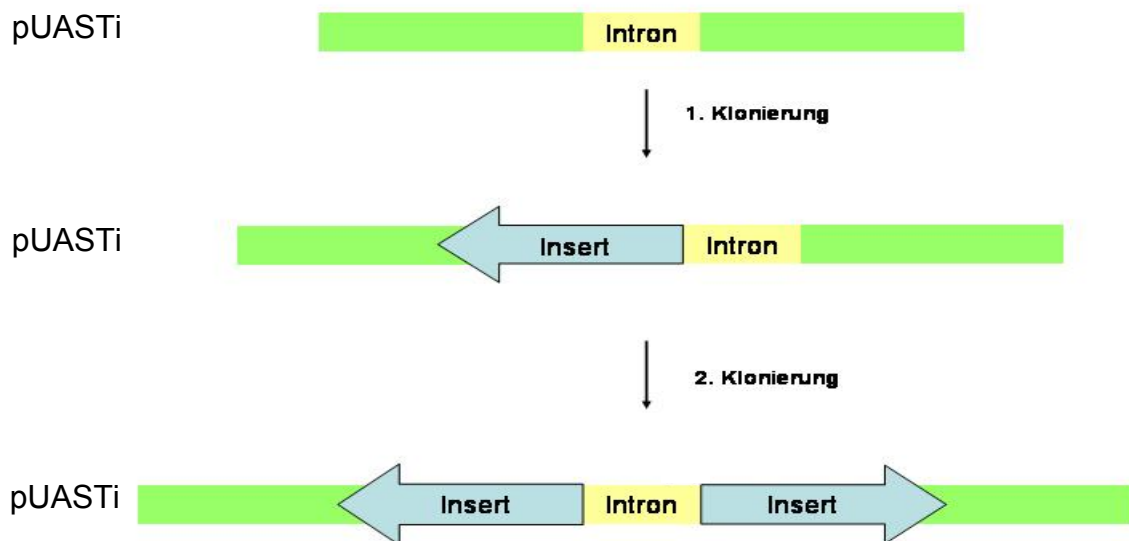 pUASTi
Intron
1. Klonierung
pUASTi
Insert Intron
2. Klonierung
pUASTi
Insert Intron Insert